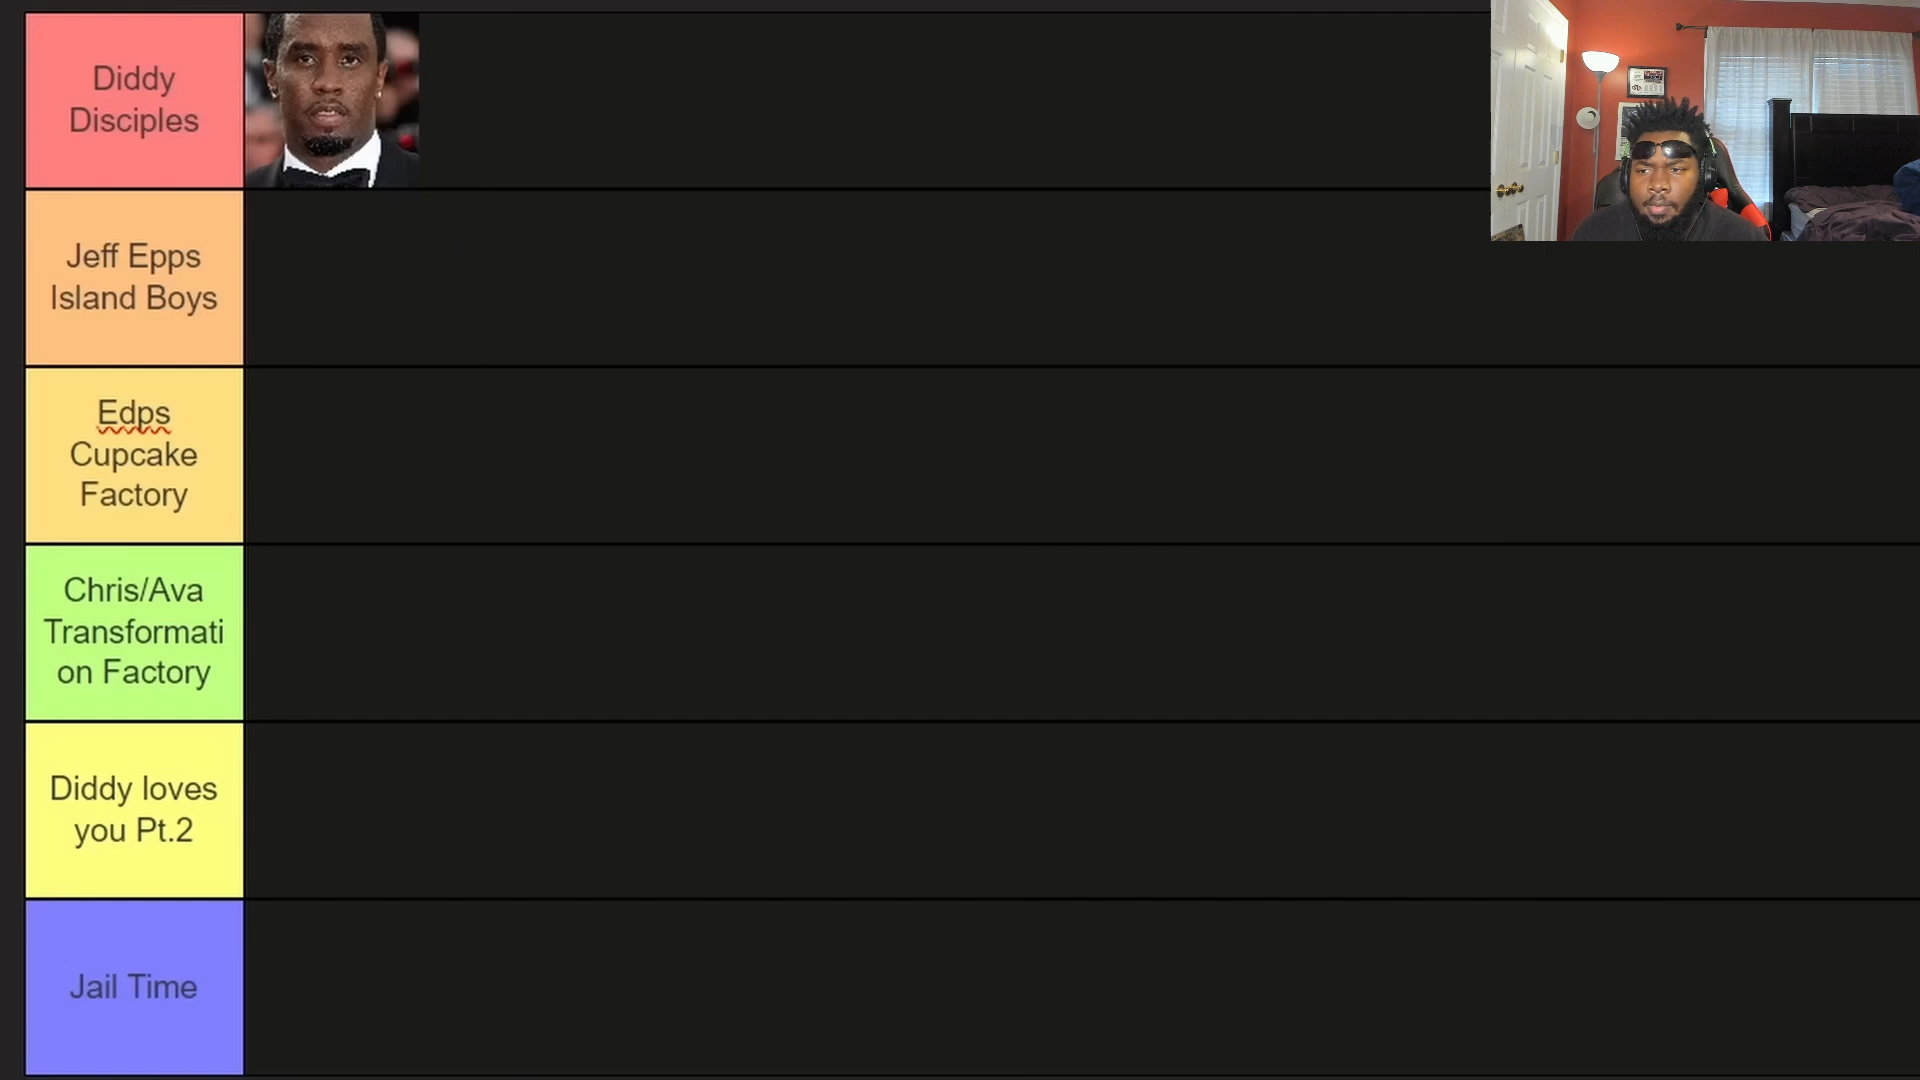 Diddy
Disciples
Jeff Epps
Island Boys
Edps
Cupcake
Factory
Chris/Ava
Transformati
on Factory
Diddy loves
you Pt.2
Jail Time